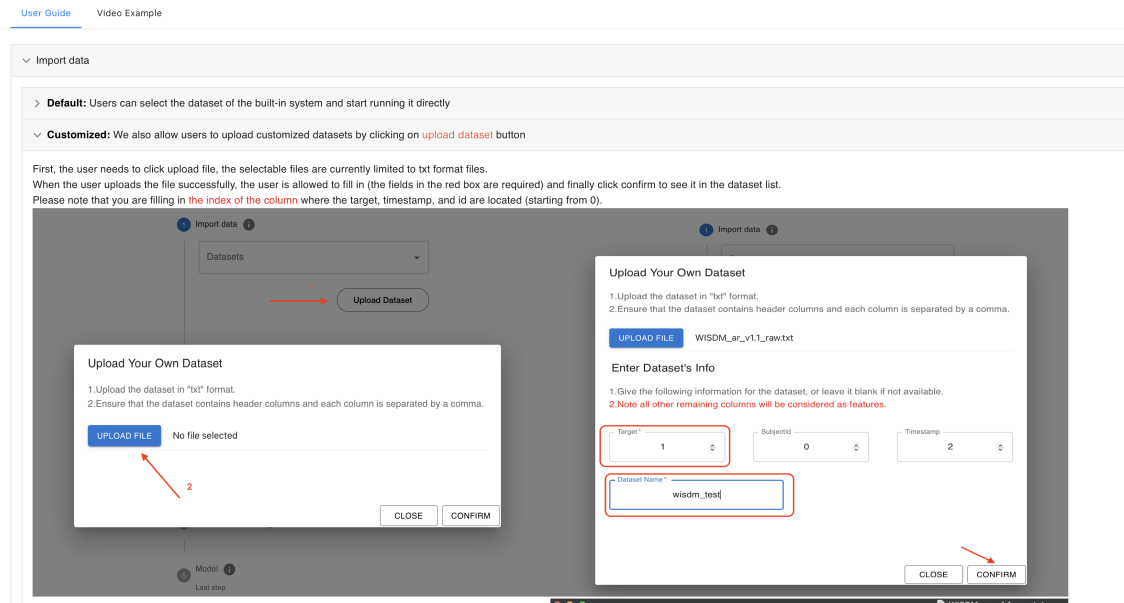 User Guide Video Example
Import data
Default: Users can select the dataset of the built-in system and start running it directly
Customized: We also allow users to upload customized datasets by clicking on upload dataset button
First, the user needs to click upload file, the selectable files are currently limited to txt format files.
When the user uploads the file successfully, the user is allowed to fill in (the fields in the red box are required) and finally click confirm to see it in the dataset list.
Please note that you are filling in the index of the column where the target, timestamp, and id are located (starting from 0).
1 Import data
Datasets
Upload Dataset
Upload Your Own Dataset
1.Upload the dataset in "txt" format.
2.Ensure that the dataset contains header columns and each column is separated by a comma.
UPLOAD FILE No file selected
2
CLOSE CONFIRM
5 Model
Last step
1 Import data
Upload Your Own Dataset
1.Upload the dataset in "txt" format.
2.Ensure that the dataset contains header columns and each column is separated by a comma.
UPLOAD FILE WISDM_ar_v1.1_raw.txt
Enter Dataset's Info
1.Give the following information for the dataset, or leave it blank if not available.
2.Note all other remaining columns will be considered as features.
Target * SubjectId Timestamp
1 0 2
Dataset Name *
wisdm_test
CLOSE CONFIRM